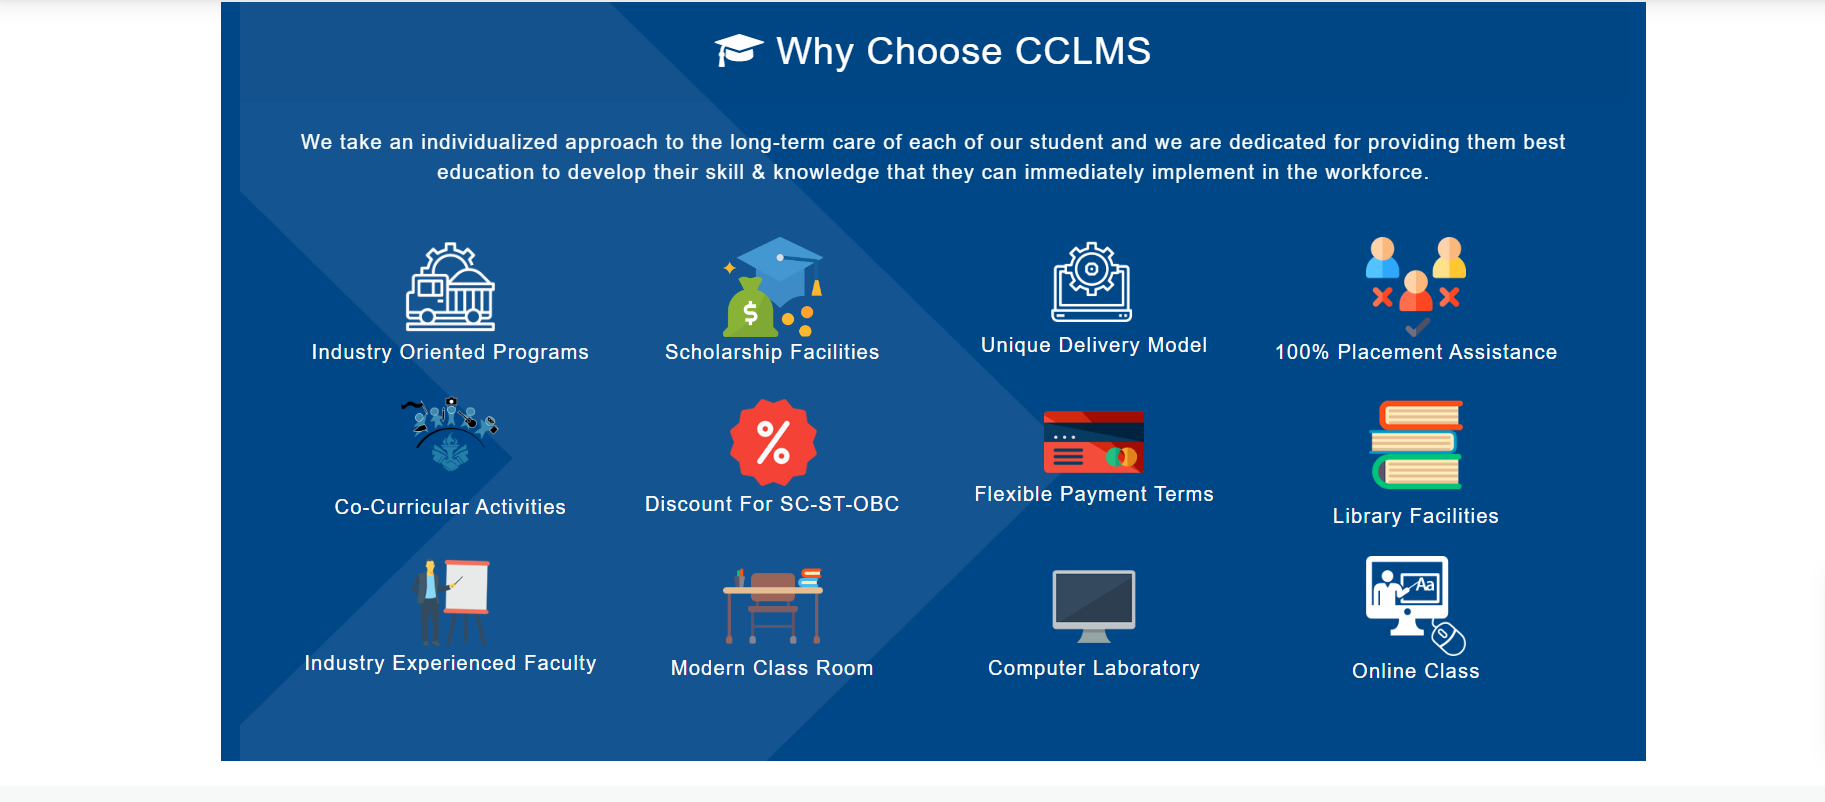 Why Choose CCLMS
We take an individualized approach to the long-term care of each of our student and we are dedicated for providing them best
education to develop their skill & knowledge that they can immediately implement in the workforce.
$
Industry Oriented Programs
Scholarship Facilities
Unique Delivery Model
100% Placement Assistance
%
Co-Curricular Activities
Discount For SC-ST-OBC
Flexible Payment Terms
Library Facilities
Aa
Industry Experienced Faculty
Modern Class Room
Computer Laboratory
Online Class